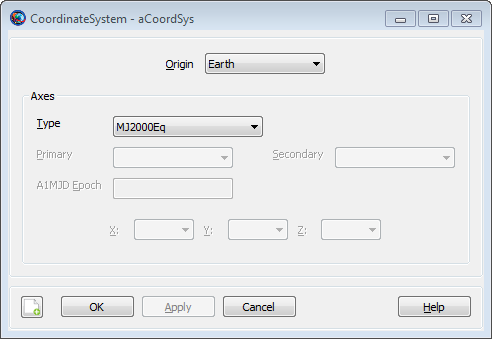 CoordinateSystem - aCoordSys
Origin Earth
Axes
Type MJ2000Eq
Primary Secondary
A1MJD Epoch
X: Y: Z:
OK Apply Cancel Help